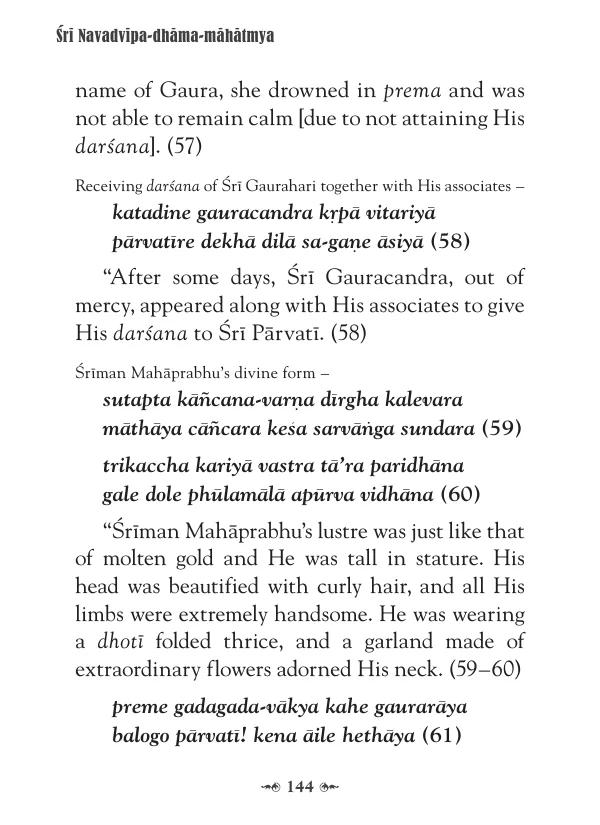 Śrī Navadvīpa-dhāma-māhātmya
name of Gaura, she drowned in prema and was
not able to remain calm [due to not attaining His
darśana]. (57)
Receiving darśana of Śrī Gaurahari together with His associates –
katadine gauracandra kṛpā vitariyā
pārvatīre dekhā dilā sa-gaṇe āsiyā (58)
“After some days, Śrī Gauracandra, out of
mercy, appeared along with His associates to give
His darśana to Śrī Pārvatī. (58)
Śrīman Mahāprabhu’s divine form –
sutapta kāñcana-varṇa dīrgha kalevara
māthāya cāñcara keśa sarvāṅga sundara (59)
trikaccha kariyā vastra tā’ra paridhāna
gale dole phūlamālā apūrva vidhāna (60)
“Śrīman Mahāprabhu’s lustre was just like that
of molten gold and He was tall in stature. His
head was beautified with curly hair, and all His
limbs were extremely handsome. He was wearing
a dhotī folded thrice, and a garland made of
extraordinary flowers adorned His neck. (59–60)
preme gadagada-vākya kahe gaurarāya
balogo pārvatī! kena āile hethāya (61)
144